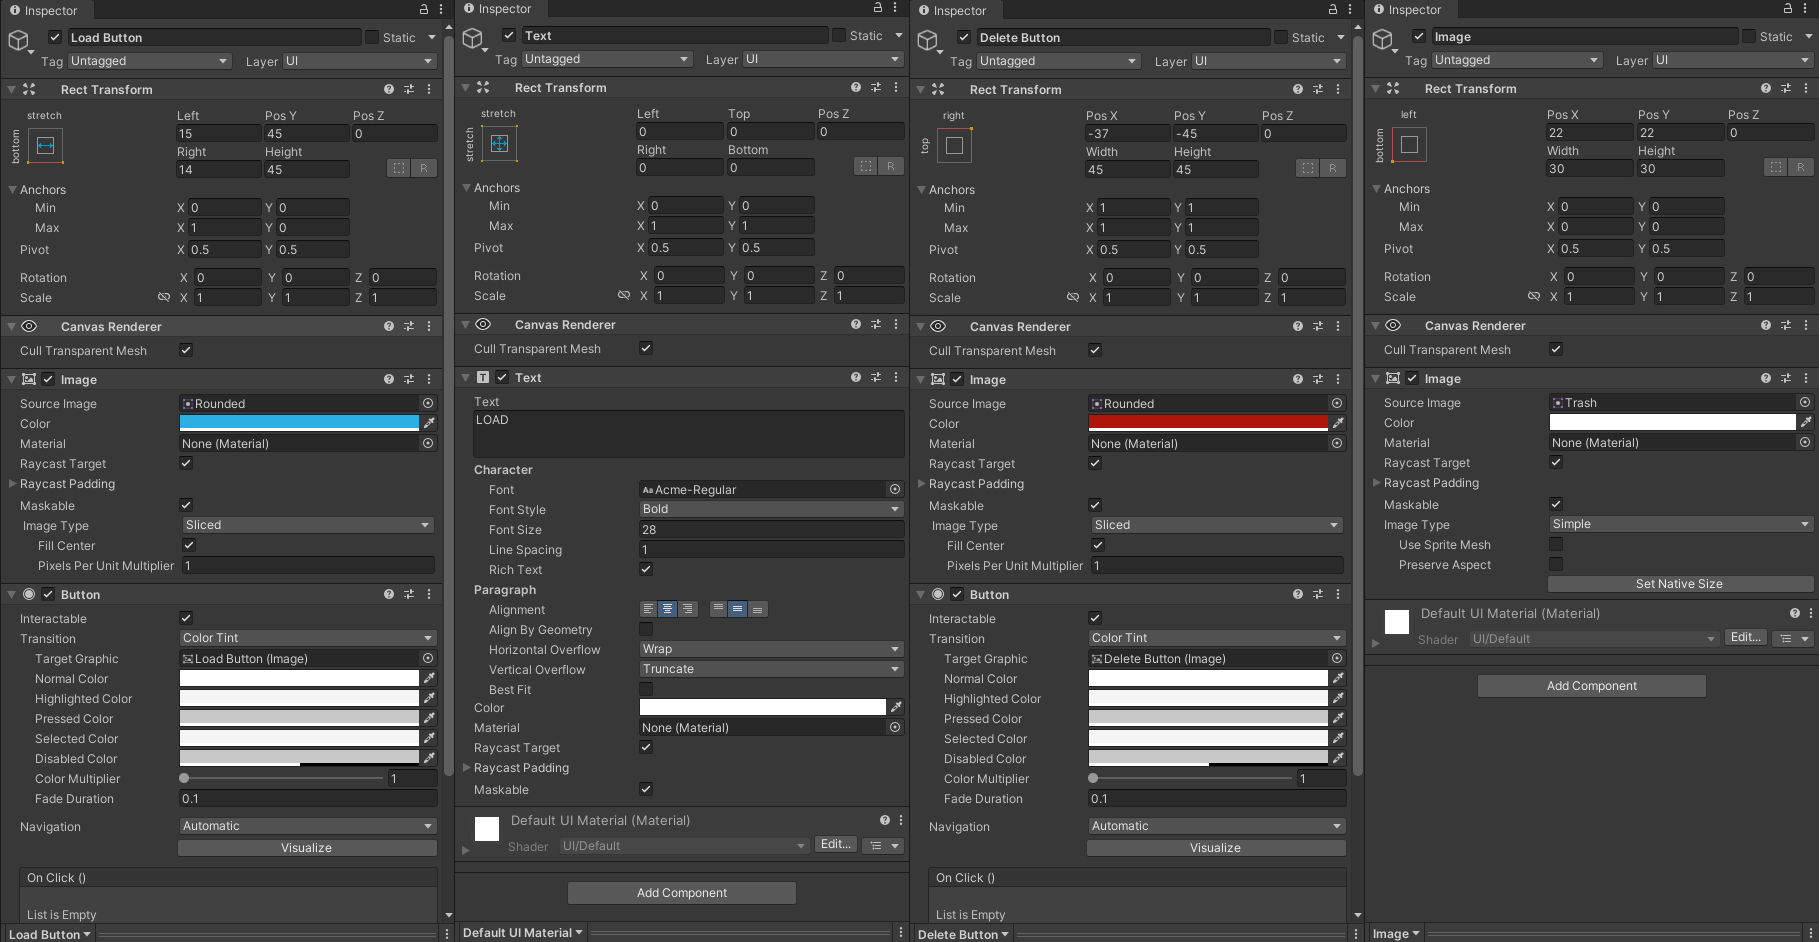 Inspector
Load Button
Static
Tag Untagged Layer UI
Rect Transform
stretch
bottom
Left Pos Y Pos Z
15 45 0
Right Height
14 45
R
Anchors
Min X 0 Y 0
Max X 1 Y 0
Pivot X 0.5 Y 0.5
Rotation X 0 Y 0 Z 0
Scale X 1 Y 1 Z 1
Canvas Renderer
Cull Transparent Mesh
Image
Source Image Rounded
Color
Material None (Material)
Raycast Target
Raycast Padding
Maskable
Image Type Sliced
Fill Center
Pixels Per Unit Multiplier 1
Button
Interactable
Transition Color Tint
Target Graphic Load Button (Image)
Normal Color
Highlighted Color
Pressed Color
Selected Color
Disabled Color
Color Multiplier 1
Fade Duration 0.1
Navigation Automatic
Visualize
On Click ()
List is Empty
Load Button
Inspector
Text
Static
Tag Untagged Layer UI
Rect Transform
stretch
stretch
Left Top Pos Z
0 0 0
Right Bottom
0 0
R
Anchors
Min X 0 Y 0
Max X 1 Y 1
Pivot X 0.5 Y 0.5
Rotation X 0 Y 0 Z 0
Scale X 1 Y 1 Z 1
Canvas Renderer
Cull Transparent Mesh
T Text
Text
LOAD
Character
Font Aa Acme-Regular
Font Style Bold
Font Size 28
Line Spacing 1
Rich Text
Paragraph
Alignment
Align By Geometry
Horizontal Overflow Wrap
Vertical Overflow Truncate
Best Fit
Color
Material None (Material)
Raycast Target
Raycast Padding
Maskable
Default UI Material (Material)
Shader UI/Default Edit...
Add Component
Default UI Material
Inspector
Delete Button
Static
Tag Untagged Layer UI
Rect Transform
right
top
Pos X Pos Y Pos Z
-37 -45 0
Width Height
45 45
R
Anchors
Min X 1 Y 1
Max X 1 Y 1
Pivot X 0.5 Y 0.5
Rotation X 0 Y 0 Z 0
Scale X 1 Y 1 Z 1
Canvas Renderer
Cull Transparent Mesh
Image
Source Image Rounded
Color
Material None (Material)
Raycast Target
Raycast Padding
Maskable
Image Type Sliced
Fill Center
Pixels Per Unit Multiplier 1
Button
Interactable
Transition Color Tint
Target Graphic Delete Button (Image)
Normal Color
Highlighted Color
Pressed Color
Selected Color
Disabled Color
Color Multiplier 1
Fade Duration 0.1
Navigation Automatic
Visualize
On Click ()
List is Empty
Delete Button
Inspector
Image
Static
Tag Untagged Layer UI
Rect Transform
left
bottom
Pos X Pos Y Pos Z
22 22 0
Width Height
30 30
R
Anchors
Min X 0 Y 0
Max X 0 Y 0
Pivot X 0.5 Y 0.5
Rotation X 0 Y 0 Z 0
Scale X 1 Y 1 Z 1
Canvas Renderer
Cull Transparent Mesh
Image
Source Image Trash
Color
Material None (Material)
Raycast Target
Raycast Padding
Maskable
Image Type Simple
Use Sprite Mesh
Preserve Aspect
Set Native Size
Default UI Material (Material)
Shader UI/Default Edit...
Add Component
Image